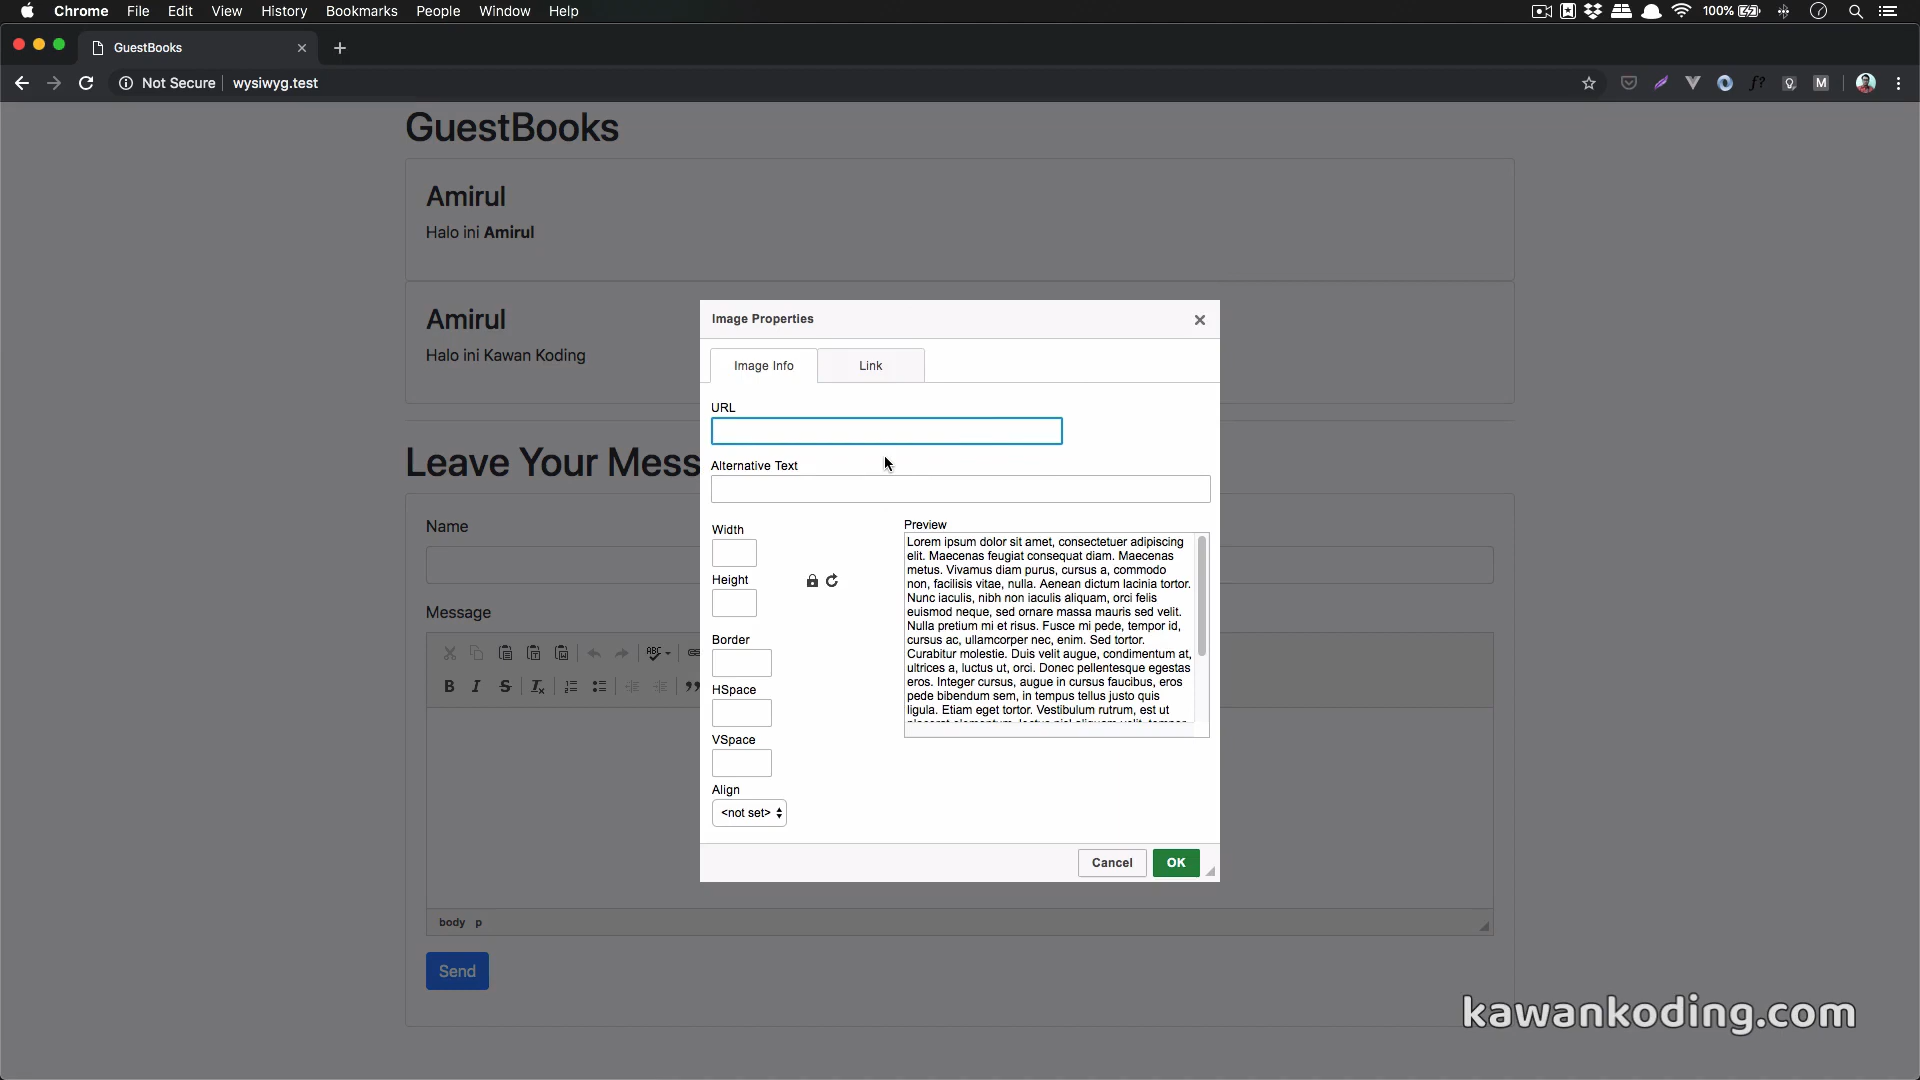 Chrome File Edit View History Bookmarks People Window Help 100%
GuestBooks
Not Secure wysiwyg.test
GuestBooks
Amirul
Halo ini Amirul
Amirul
Halo ini Kawan Koding
Leave Your Mess
Name
Message
ABC
B I S
body p
Send
Image Properties
Image Info Link
URL
Alternative Text
Width
Height
Border
HSpace
VSpace
Align
<not set>
Preview
Lorem ipsum dolor sit amet, consectetuer adipiscing
elit. Maecenas feugiat consequat diam. Maecenas
metus. Vivamus diam purus, cursus a, commodo
non, facilisis vitae, nulla. Aenean dictum lacinia tortor.
Nunc iaculis, nibh non iaculis aliquam, orci felis
euismod neque, sed ornare massa mauris sed velit.
Nulla pretium mi et risus. Fusce mi pede, tempor id,
cursus ac, ullamcorper nec, enim. Sed tortor.
Curabitur molestie. Duis velit augue, condimentum at,
ultrices a, luctus ut, orci. Donec pellentesque egestas
eros. Integer cursus, augue in cursus faucibus, eros
pede bibendum sem, in tempus tellus justo quis
ligula. Etiam eget tortor. Vestibulum rutrum, est ut
Cancel OK
kawankoding.com